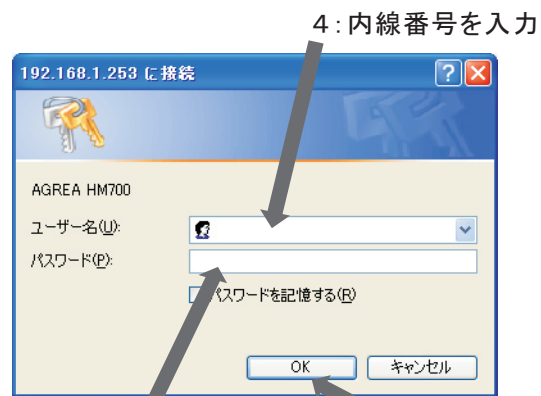 4:内線番号を入力
192.168.1.253 に接続
AGREA HM700
ユーザー名(U):
パスワード(P):
パスワードを記憶する(R)
OK
キャンセル